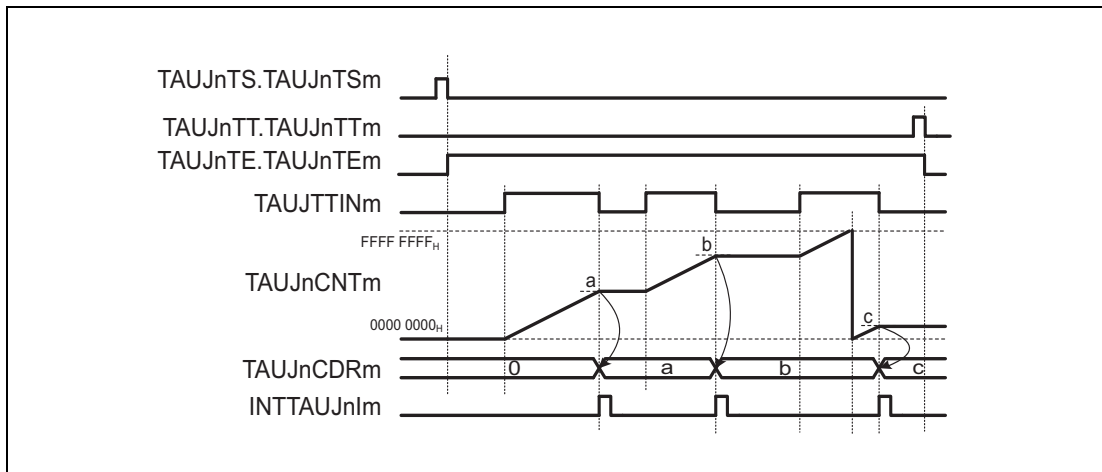 TAUJnTS.TAUJnTSm
TAUJnTT.TAUJnTTm
TAUJnTE.TAUJnTEm
TAUJTTINm
FFFF FFFFH
b
a
TAUJnCNTm
c
0000 0000H
TAUJnCDRm
0 a b c
INTTAUJnIm